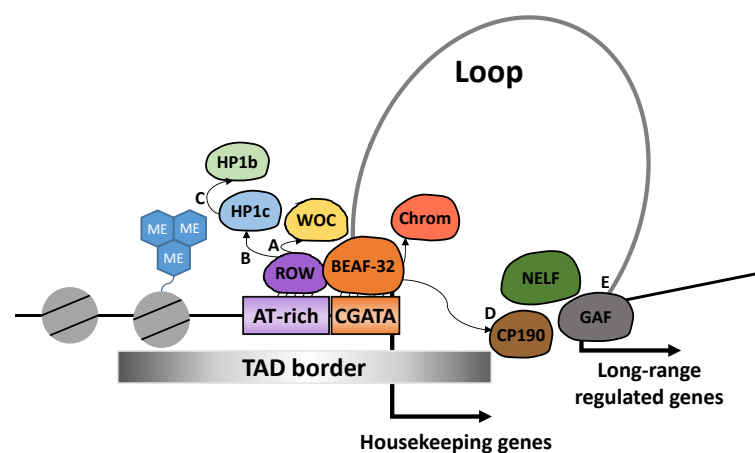 Loop
HP1b
C
HP1c
WOC
Chrom
ME ME
ME
A
B
ROW
BEAF-32
NELF
E
AT-rich
CGATA
D
CP190
GAF
TAD border
Long-range
regulated genes
Housekeeping genes